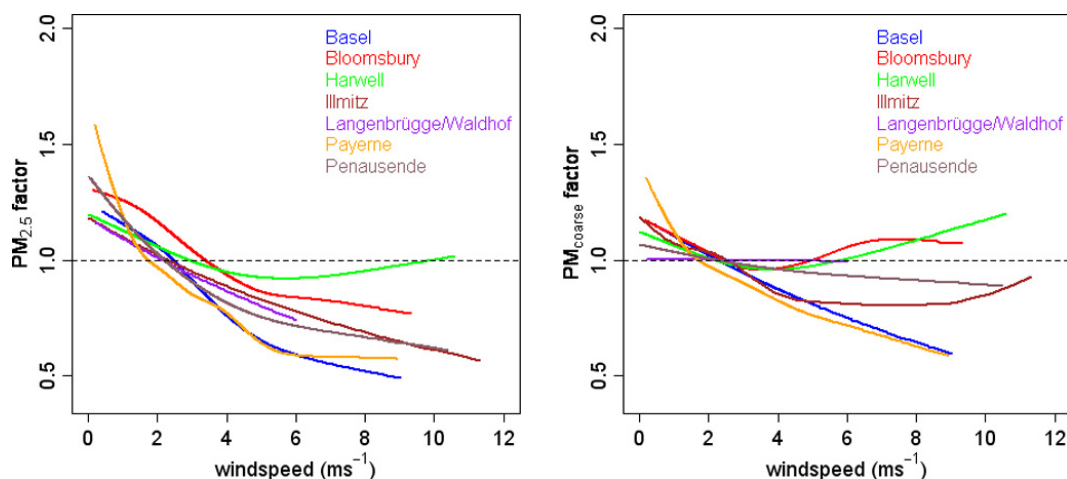 2.0
1.5
1.0
0.5
PM2.5 factor
Basel
Bloomsbury
Harwell
Illmitz
Langenbrügge/Waldhof
Payerne
Penausende
0 2 4 6 8 10 12
windspeed (ms⁻¹)
2.0
1.5
1.0
0.5
PMcoarse factor
Basel
Bloomsbury
Harwell
Illmitz
Langenbrügge/Waldhof
Payerne
Penausende
0 2 4 6 8 10 12
windspeed (ms⁻¹)